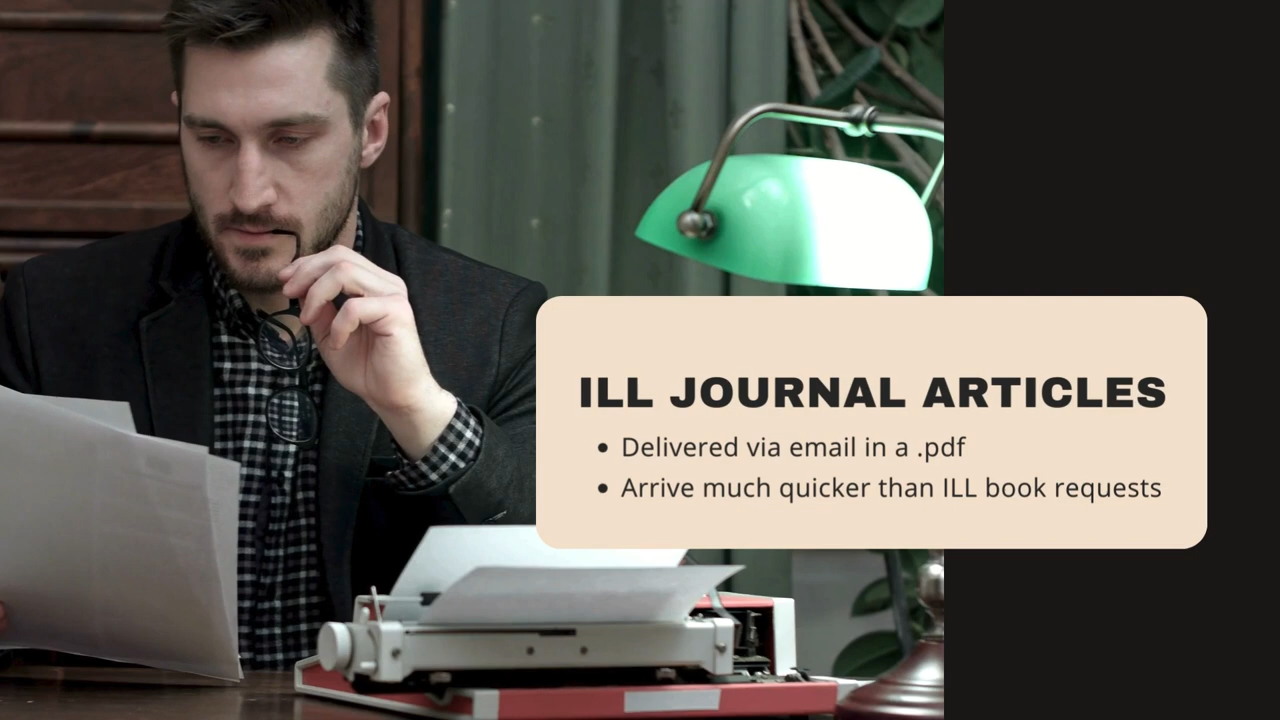 ILL JOURNAL ARTICLES
• Delivered via email in a .pdf
• Arrive much quicker than ILL book requests